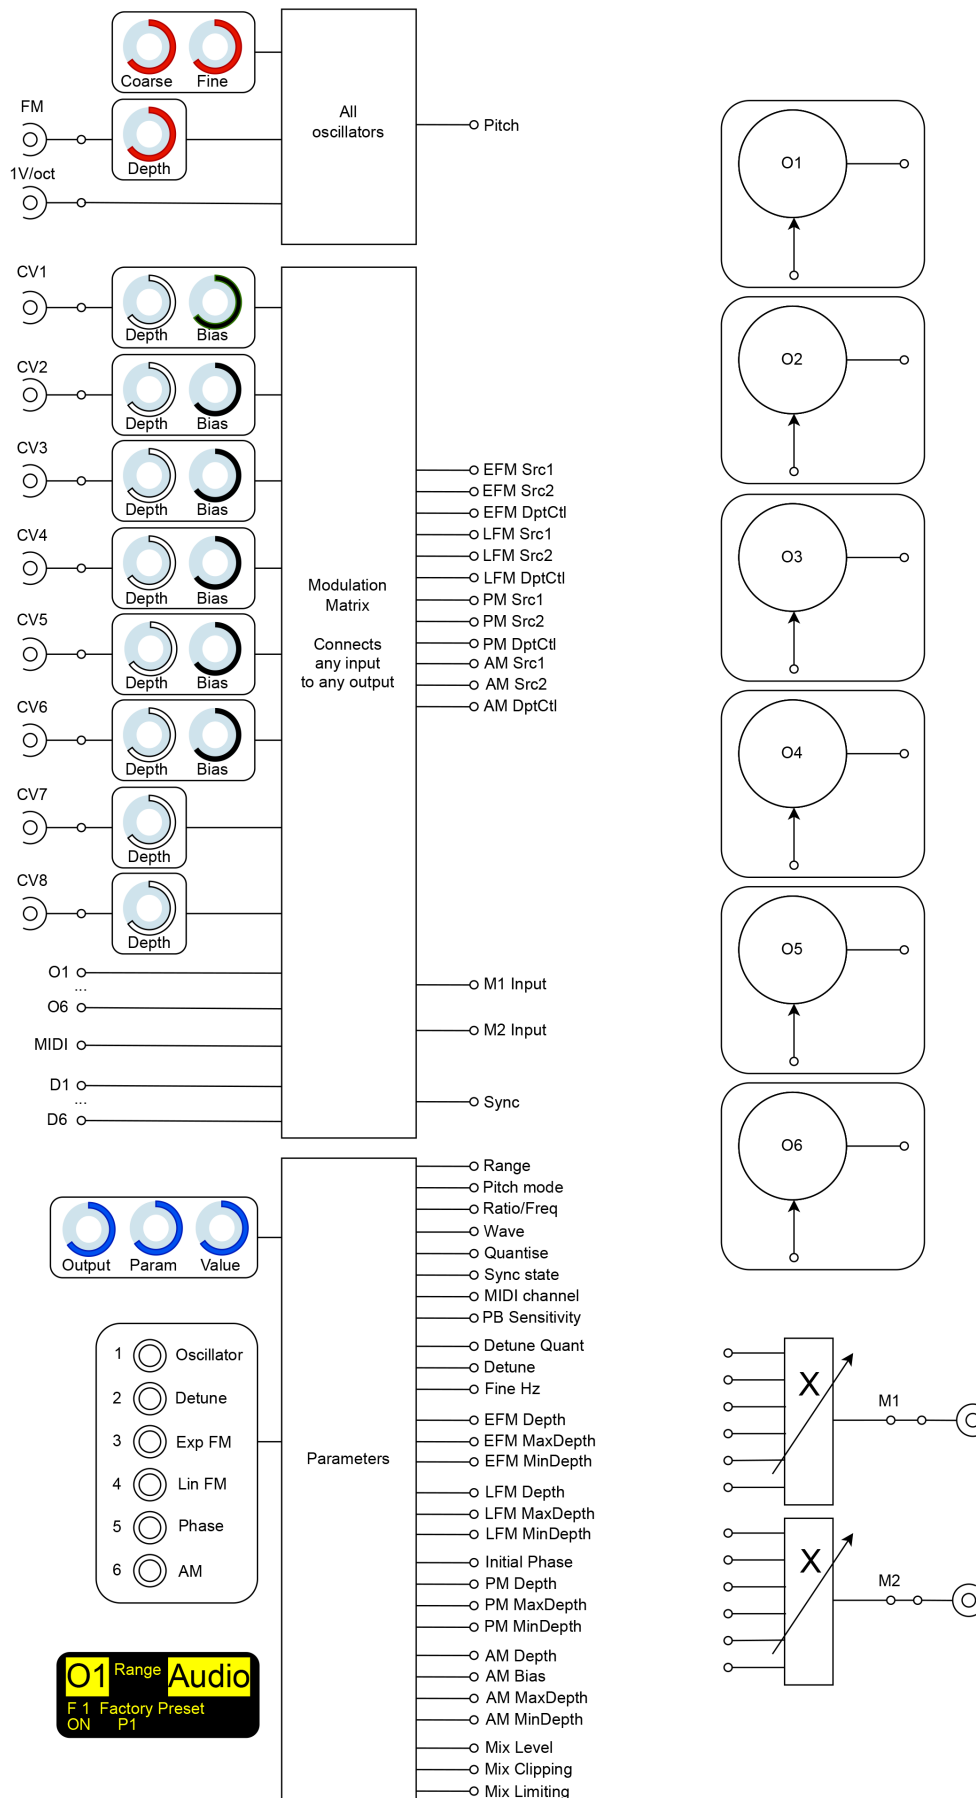 Coarse Fine
FM
Depth
1V/oct
All
oscillators
Pitch
CV1
Depth Bias
CV2
Depth Bias
CV3
Depth Bias
CV4
Depth Bias
CV5
Depth Bias
CV6
Depth Bias
CV7
Depth
CV8
Depth
O1
...
O6
MIDI
D1
...
D6
Modulation
Matrix
Connects
any input
to any output
EFM Src1
EFM Src2
EFM DptCtl
LFM Src1
LFM Src2
LFM DptCtl
PM Src1
PM Src2
PM DptCtl
AM Src1
AM Src2
AM DptCtl
M1 Input
M2 Input
Sync
Output Param Value
1 Oscillator
2 Detune
3 Exp FM
4 Lin FM
5 Phase
6 AM
O1 Range Audio
F 1 Factory Preset
ON P1
Parameters
Range
Pitch mode
Ratio/Freq
Wave
Quantise
Sync state
MIDI channel
PB Sensitivity
Detune Quant
Detune
Fine Hz
EFM Depth
EFM MaxDepth
EFM MinDepth
LFM Depth
LFM MaxDepth
LFM MinDepth
Initial Phase
PM Depth
PM MaxDepth
PM MinDepth
AM Depth
AM Bias
AM MaxDepth
AM MinDepth
Mix Level
Mix Clipping
Mix Limiting
O1
O2
O3
O4
O5
O6
X
M1
X
M2